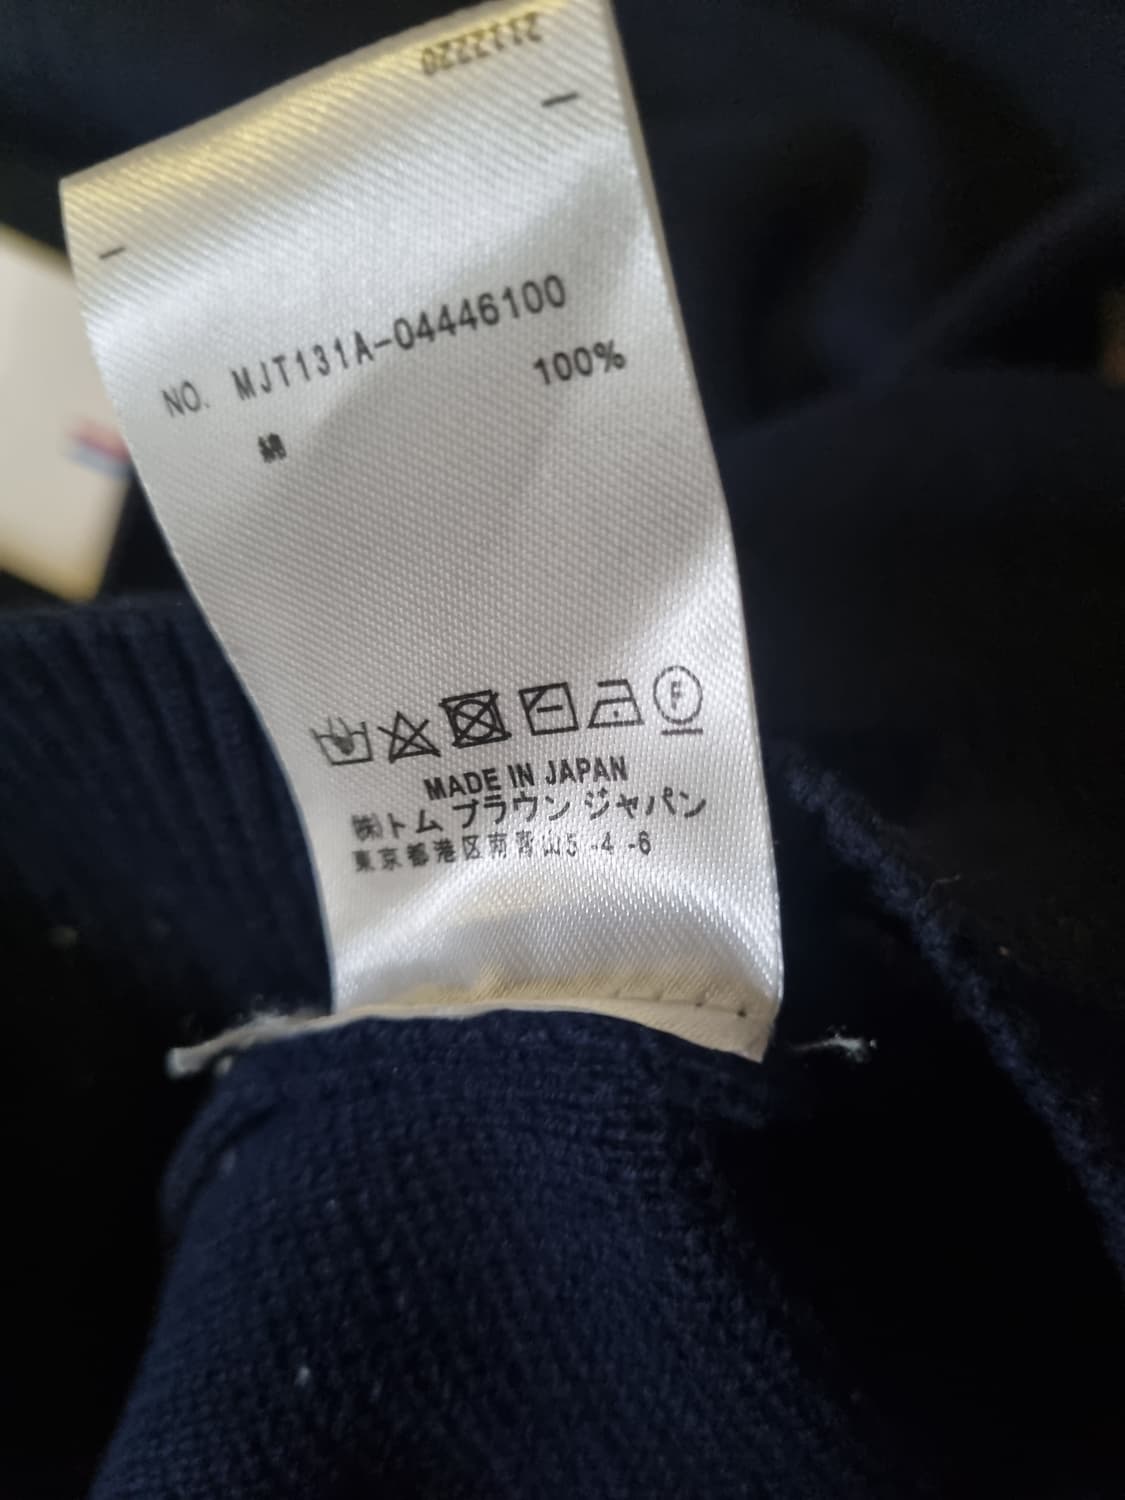 NO. MJT131A-04446100
綿 100%
F
MADE IN JAPAN
㈱トム ブラウン ジャパン
東京都港区南青山5-4-6